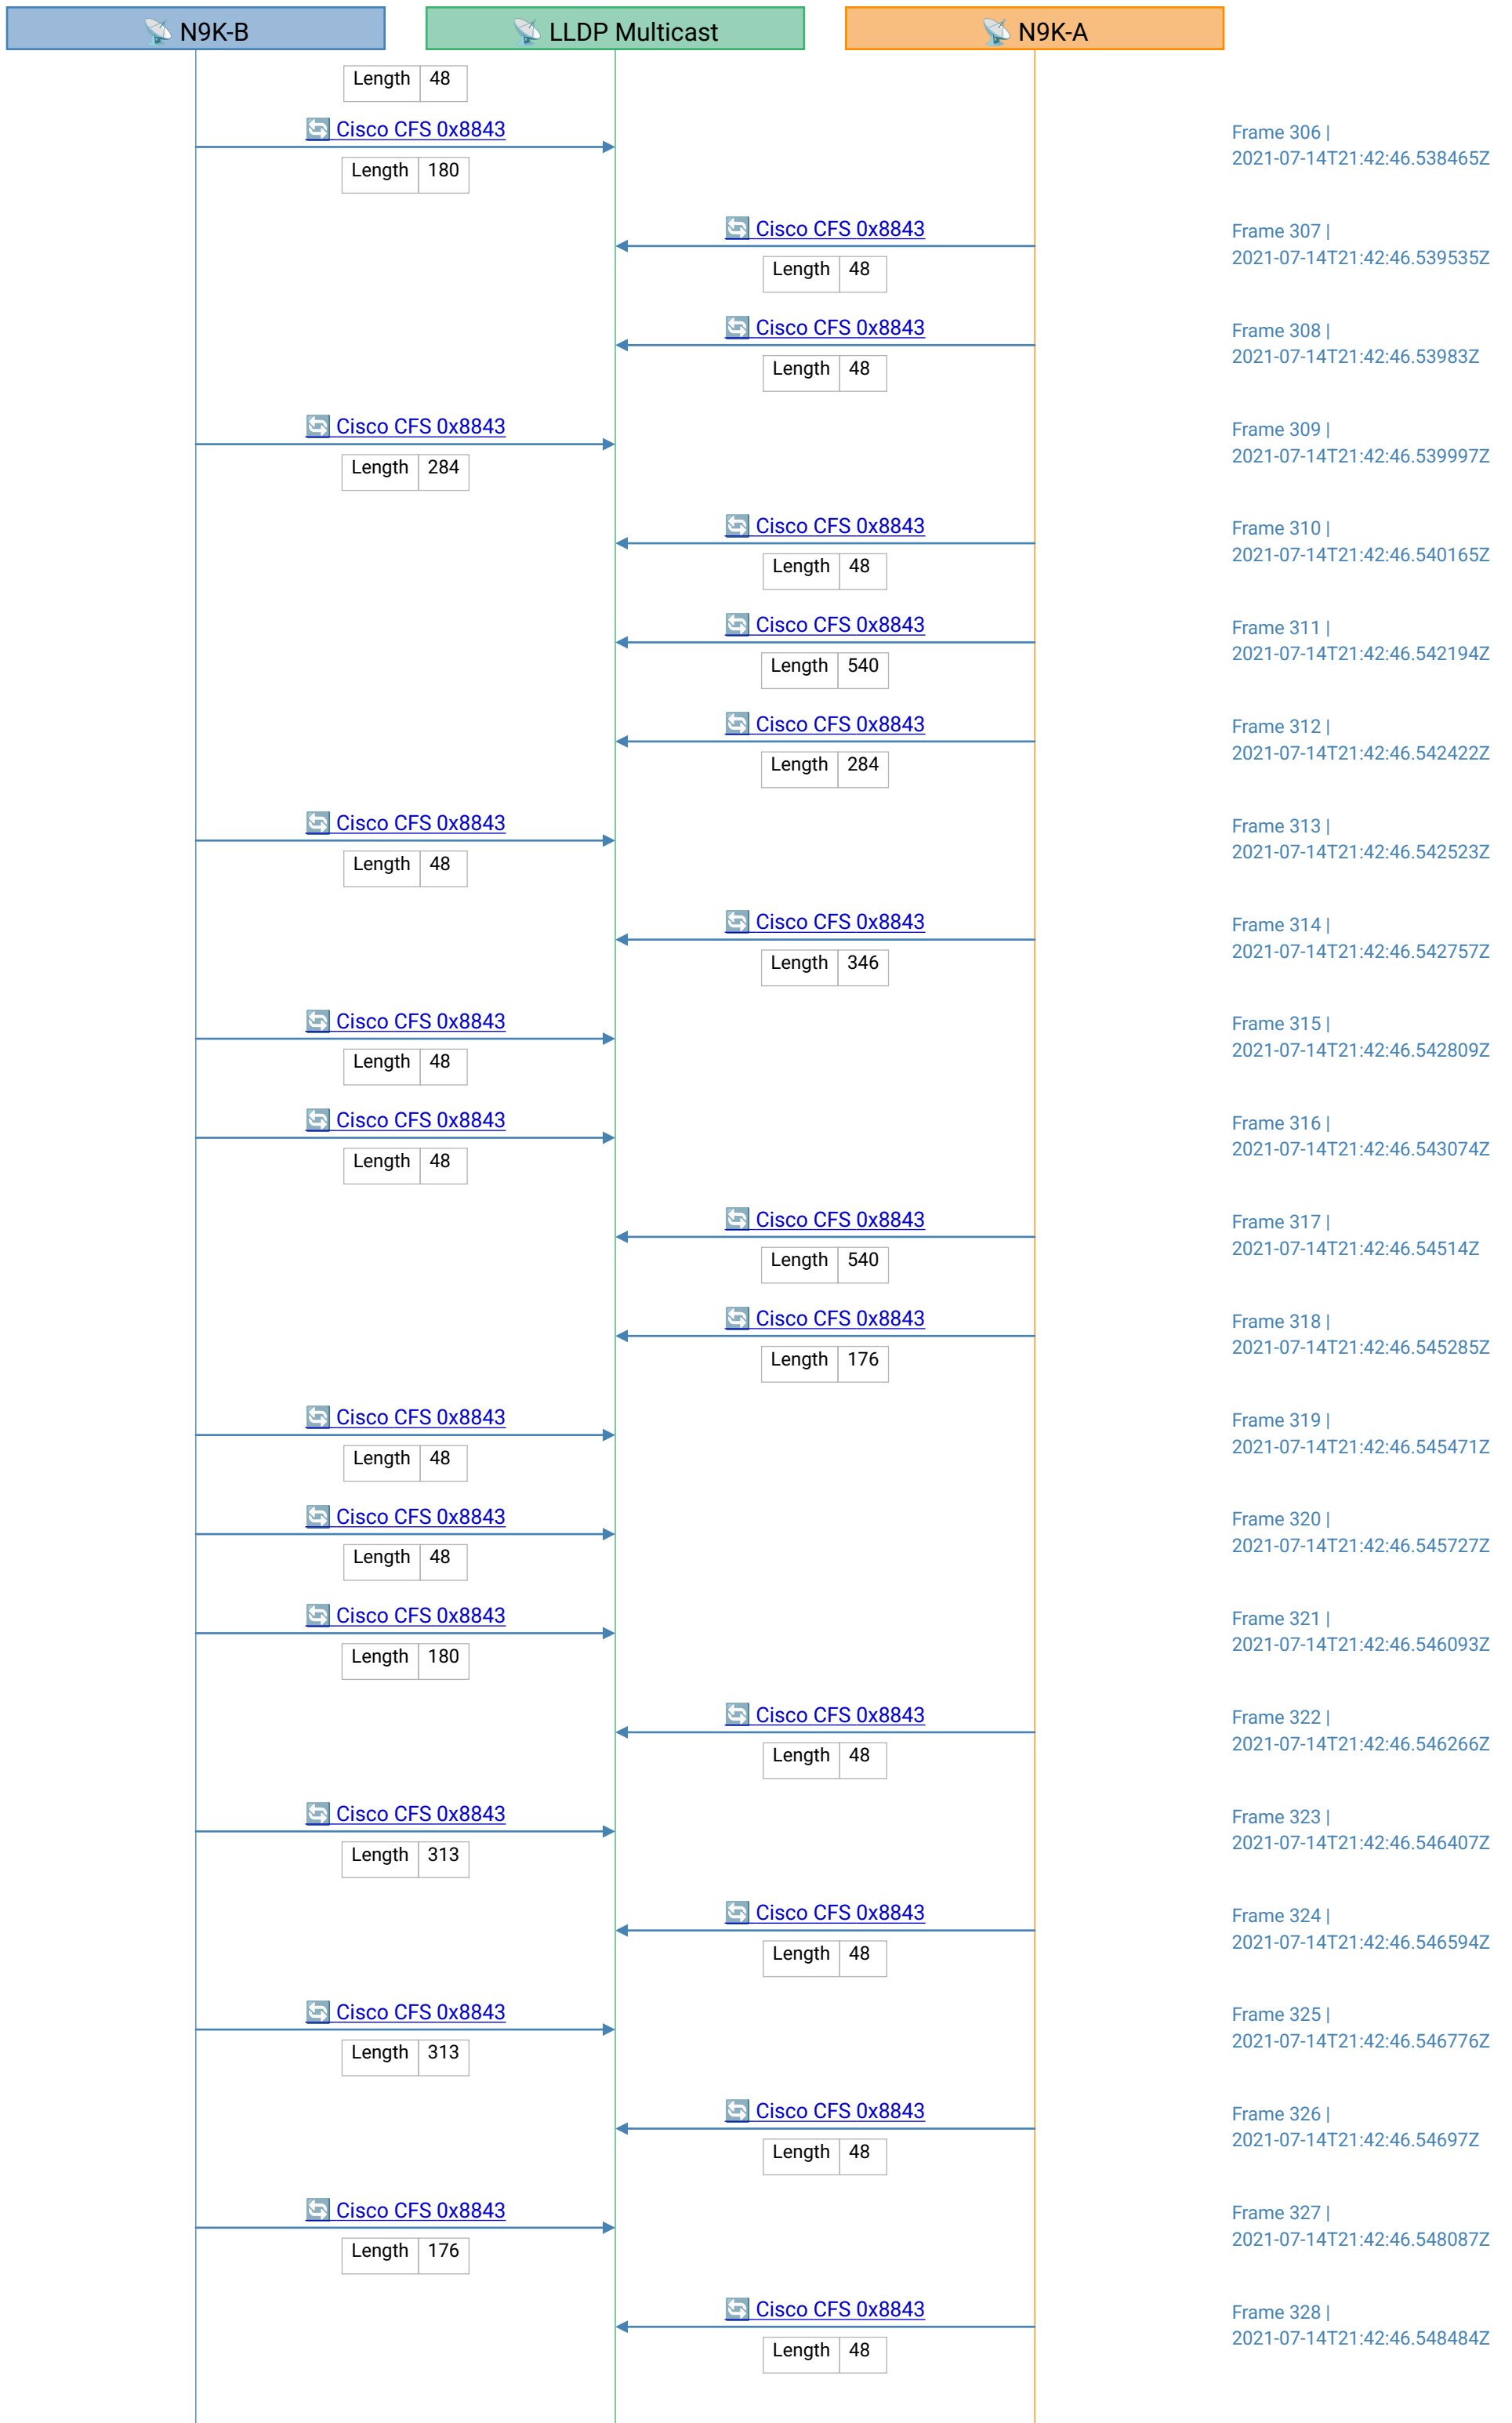 N9K-B
LLDP Multicast
N9K-A
Length 48
Cisco CFS 0x8843
Frame 306 |
2021-07-14T21:42:46.538465Z
Length 180
Cisco CFS 0x8843
Frame 307 |
2021-07-14T21:42:46.539535Z
Length 48
Cisco CFS 0x8843
Frame 308 |
2021-07-14T21:42:46.53983Z
Length 48
Cisco CFS 0x8843
Frame 309 |
2021-07-14T21:42:46.539997Z
Length 284
Cisco CFS 0x8843
Frame 310 |
2021-07-14T21:42:46.540165Z
Length 48
Cisco CFS 0x8843
Frame 311 |
2021-07-14T21:42:46.542194Z
Length 540
Cisco CFS 0x8843
Frame 312 |
2021-07-14T21:42:46.542422Z
Length 284
Cisco CFS 0x8843
Frame 313 |
2021-07-14T21:42:46.542523Z
Length 48
Cisco CFS 0x8843
Frame 314 |
2021-07-14T21:42:46.542757Z
Length 346
Cisco CFS 0x8843
Frame 315 |
2021-07-14T21:42:46.542809Z
Length 48
Cisco CFS 0x8843
Frame 316 |
2021-07-14T21:42:46.543074Z
Length 48
Cisco CFS 0x8843
Frame 317 |
2021-07-14T21:42:46.54514Z
Length 540
Cisco CFS 0x8843
Frame 318 |
2021-07-14T21:42:46.545285Z
Length 176
Cisco CFS 0x8843
Frame 319 |
2021-07-14T21:42:46.545471Z
Length 48
Cisco CFS 0x8843
Frame 320 |
2021-07-14T21:42:46.545727Z
Length 48
Cisco CFS 0x8843
Frame 321 |
2021-07-14T21:42:46.546093Z
Length 180
Cisco CFS 0x8843
Frame 322 |
2021-07-14T21:42:46.546266Z
Length 48
Cisco CFS 0x8843
Frame 323 |
2021-07-14T21:42:46.546407Z
Length 313
Cisco CFS 0x8843
Frame 324 |
2021-07-14T21:42:46.546594Z
Length 48
Cisco CFS 0x8843
Frame 325 |
2021-07-14T21:42:46.546776Z
Length 313
Cisco CFS 0x8843
Frame 326 |
2021-07-14T21:42:46.54697Z
Length 48
Cisco CFS 0x8843
Frame 327 |
2021-07-14T21:42:46.548087Z
Length 176
Cisco CFS 0x8843
Frame 328 |
2021-07-14T21:42:46.548484Z
Length 48